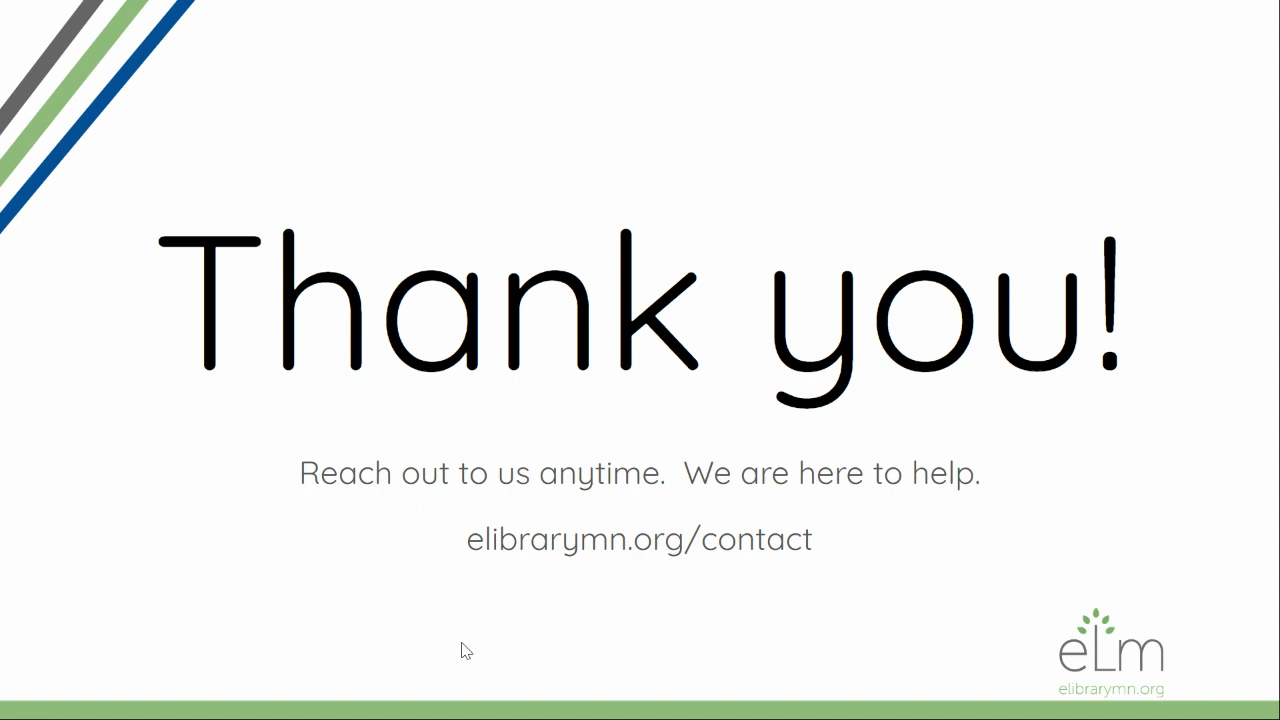 Thank you!
Reach out to us anytime.  We are here to help.
elibrarymn.org/contact
eLm
elibrarymn.org